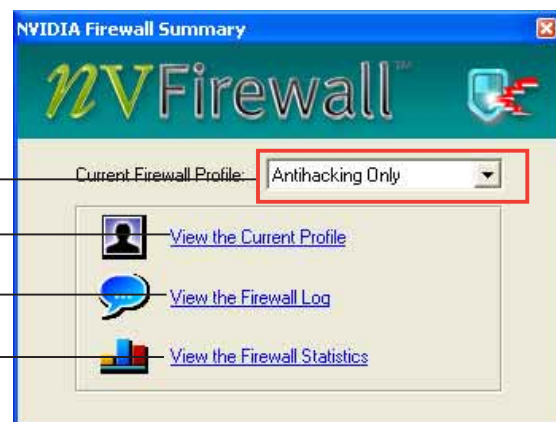 NVIDIA Firewall Summary
nVFirewall™
Current Firewall Profile: Antihacking Only
View the Current Profile
View the Firewall Log
View the Firewall Statistics